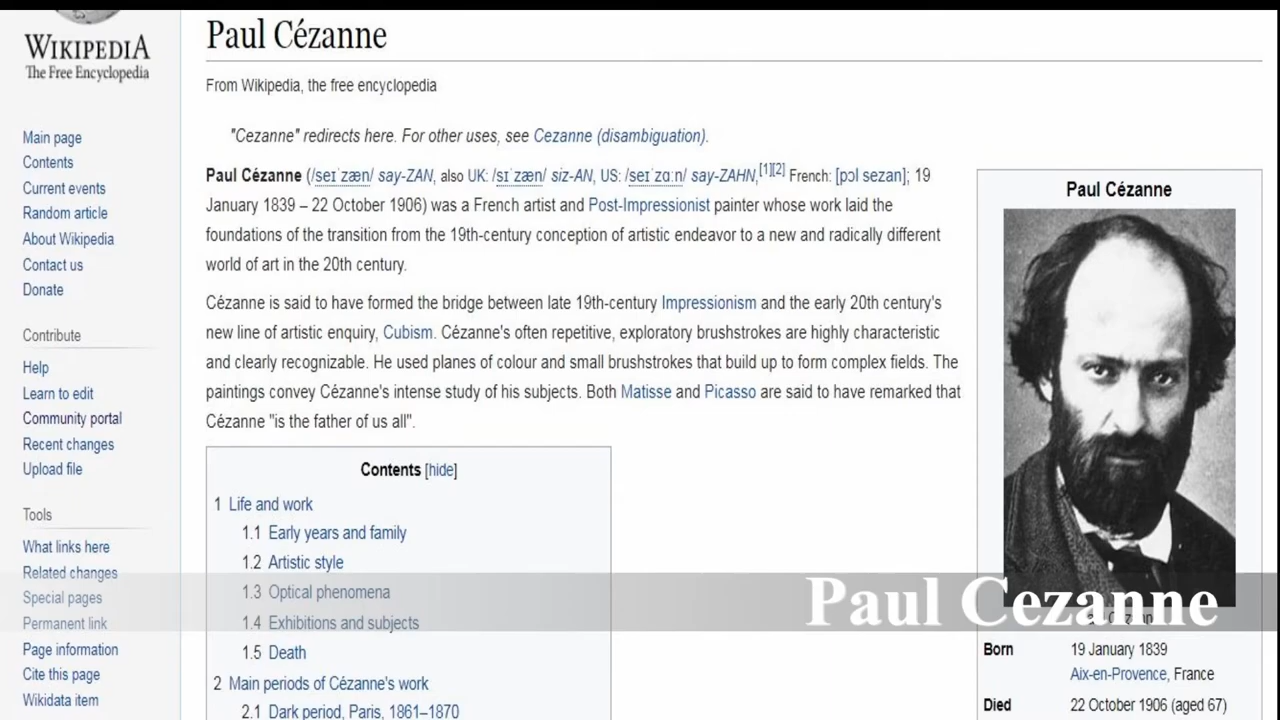 WIKIPEDIA
The Free Encyclopedia
Main page
Contents
Current events
Random article
About Wikipedia
Contact us
Donate
Contribute
Help
Learn to edit
Community portal
Recent changes
Upload file
Tools
What links here
Related changes
Special pages
Permanent link
Page information
Cite this page
Wikidata item
Paul Cézanne
From Wikipedia, the free encyclopedia
"Cezanne" redirects here. For other uses, see Cezanne (disambiguation).
Paul Cézanne (/seɪˈzæn/ say-ZAN, also UK: /sɪˈzæn/ siz-AN, US: /seɪˈzɑːn/ say-ZAHN,[1][2] French: [pɔl sezan]; 19
January 1839 – 22 October 1906) was a French artist and Post-Impressionist painter whose work laid the
foundations of the transition from the 19th-century conception of artistic endeavor to a new and radically different
world of art in the 20th century.
Cézanne is said to have formed the bridge between late 19th-century Impressionism and the early 20th century's
new line of artistic enquiry, Cubism. Cézanne's often repetitive, exploratory brushstrokes are highly characteristic
and clearly recognizable. He used planes of colour and small brushstrokes that build up to form complex fields. The
paintings convey Cézanne's intense study of his subjects. Both Matisse and Picasso are said to have remarked that
Cézanne "is the father of us all".
Contents [hide]
1 Life and work
1.1 Early years and family
1.2 Artistic style
1.3 Optical phenomena
1.4 Exhibitions and subjects
1.5 Death
2 Main periods of Cézanne's work
2.1 Dark period, Paris, 1861–1870
Paul Cézanne
Paul Cezanne
Born 19 January 1839
Aix-en-Provence, France
Died 22 October 1906 (aged 67)